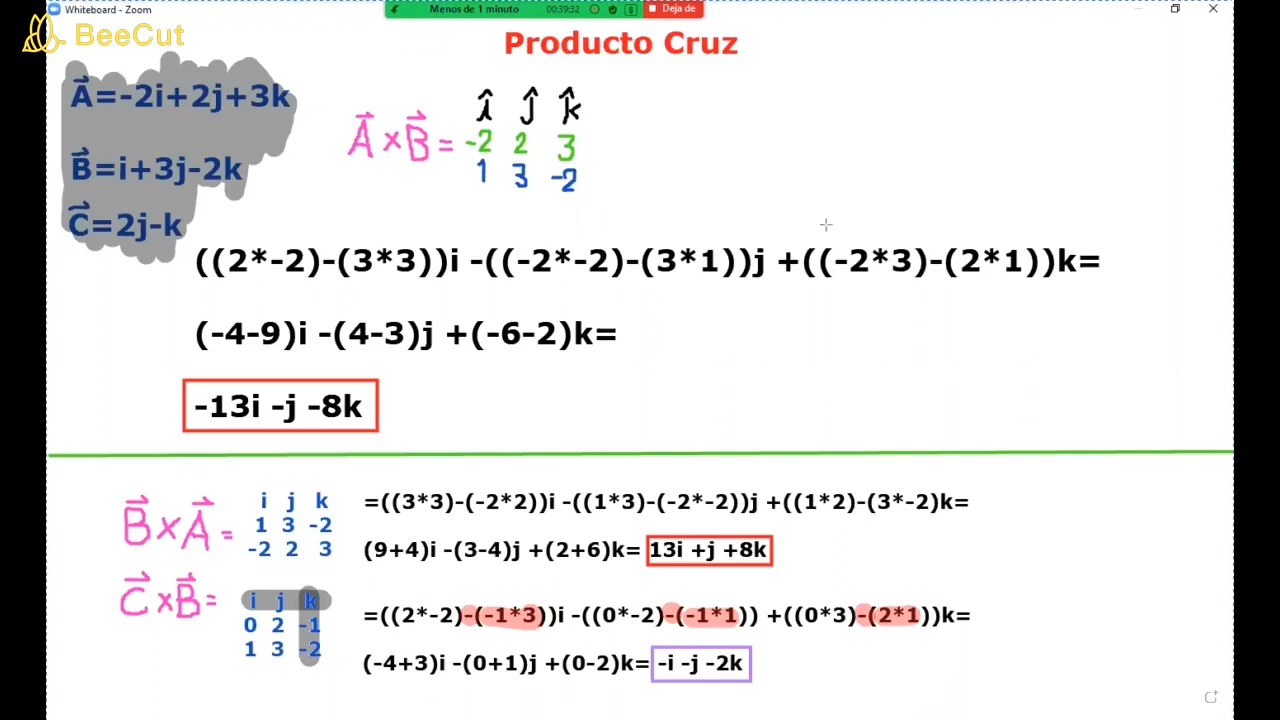 Whiteboard - Zoom
Menos de 1 minuto 00:39:32 Deja de
BeeCut
Producto Cruz
A⃗=-2i+2j+3k
B⃗=i+3j-2k
C⃗=2j-k
î ĵ k̂
A⃗ x B⃗ = -2 2 3
1 3 -2
((2*-2)-(3*3))i -((-2*-2)-(3*1))j +((-2*3)-(2*1))k=
(-4-9)i -(4-3)j +(-6-2)k=
-13i -j -8k
i j k
B⃗ x A⃗ = 1 3 -2
-2 2 3
=((3*3)-(-2*2))i -((1*3)-(-2*-2))j +((1*2)-(3*-2)k=
(9+4)i -(3-4)j +(2+6)k= 13i +j +8k
C⃗ x B⃗ = i j k
0 2 -1
1 3 -2
=((2*-2)-(-1*3))i -((0*-2)-(-1*1)) +((0*3)-(2*1))k=
(-4+3)i -(0+1)j +(0-2)k= -i -j -2k